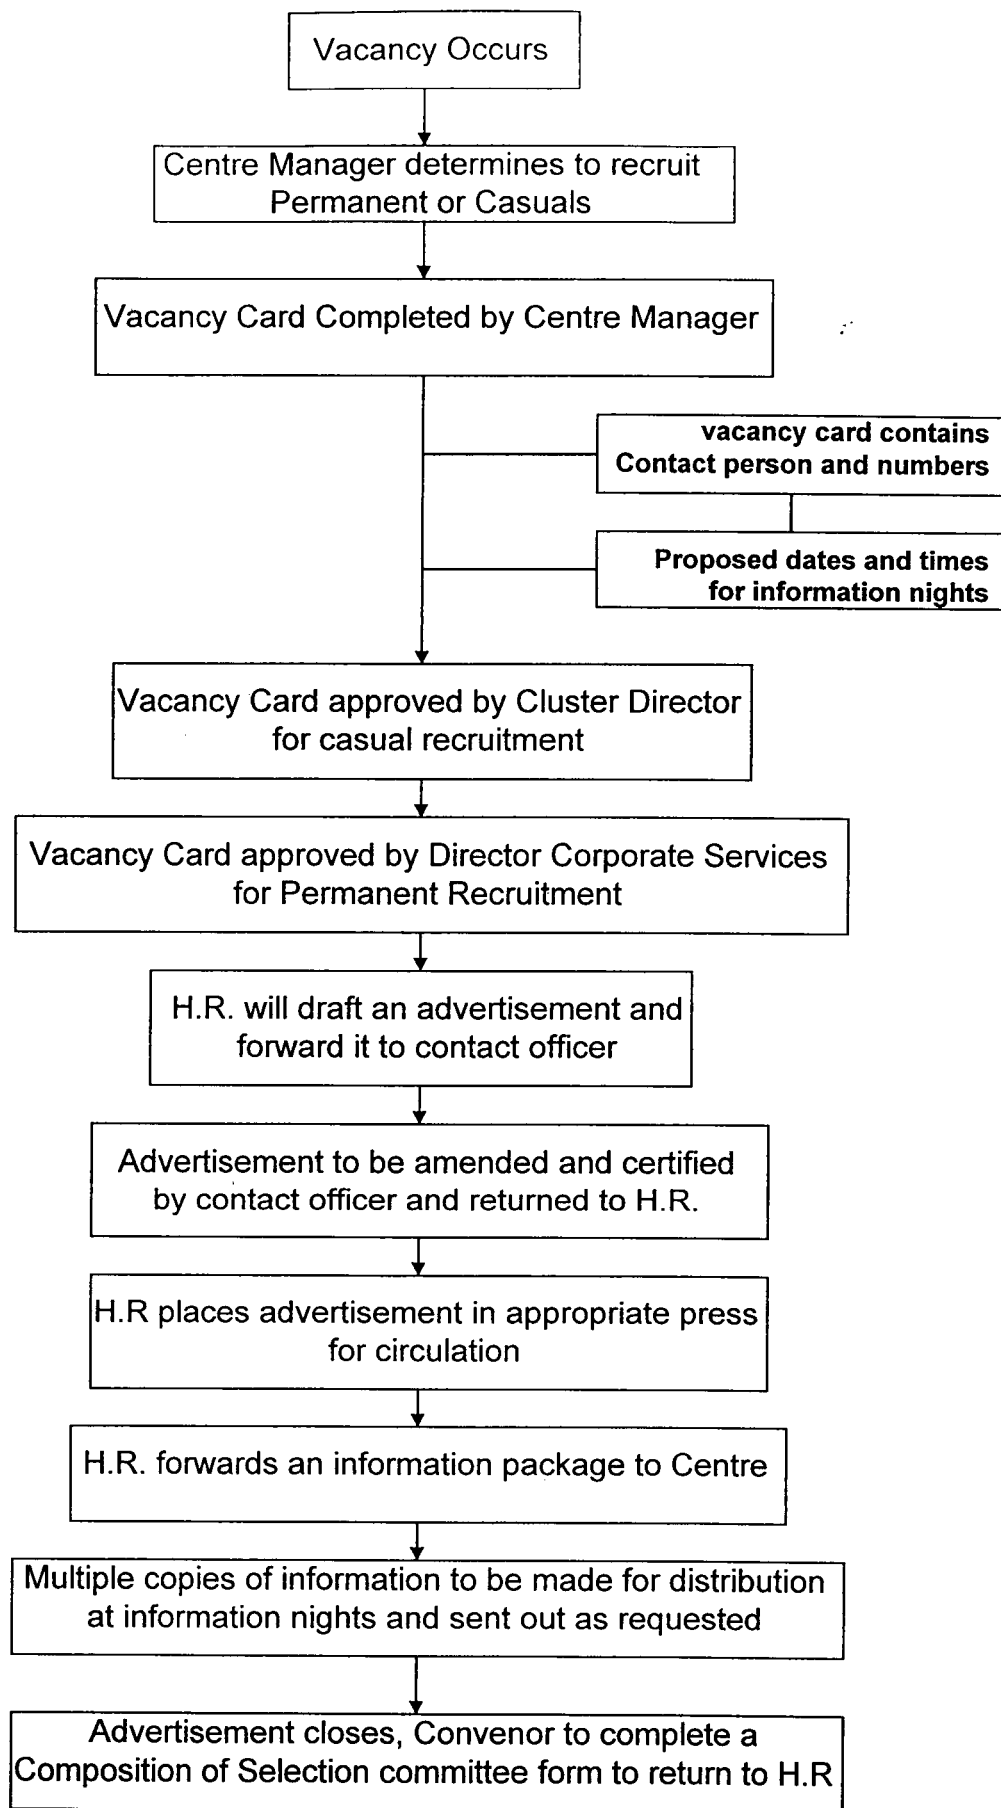 Vacancy Occurs
Centre Manager determines to recruit
Permanent or Casuals
Vacancy Card Completed by Centre Manager
vacancy card contains
Contact person and numbers
Proposed dates and times
for information nights
Vacancy Card approved by Cluster Director
for casual recruitment
Vacancy Card approved by Director Corporate Services
for Permanent Recruitment
H.R. will draft an advertisement and
forward it to contact officer
Advertisement to be amended and certified
by contact officer and returned to H.R.
H.R places advertisement in appropriate press
for circulation
H.R. forwards an information package to Centre
Multiple copies of information to be made for distribution
at information nights and sent out as requested
Advertisement closes, Convenor to complete a
Composition of Selection committee form to return to H.R